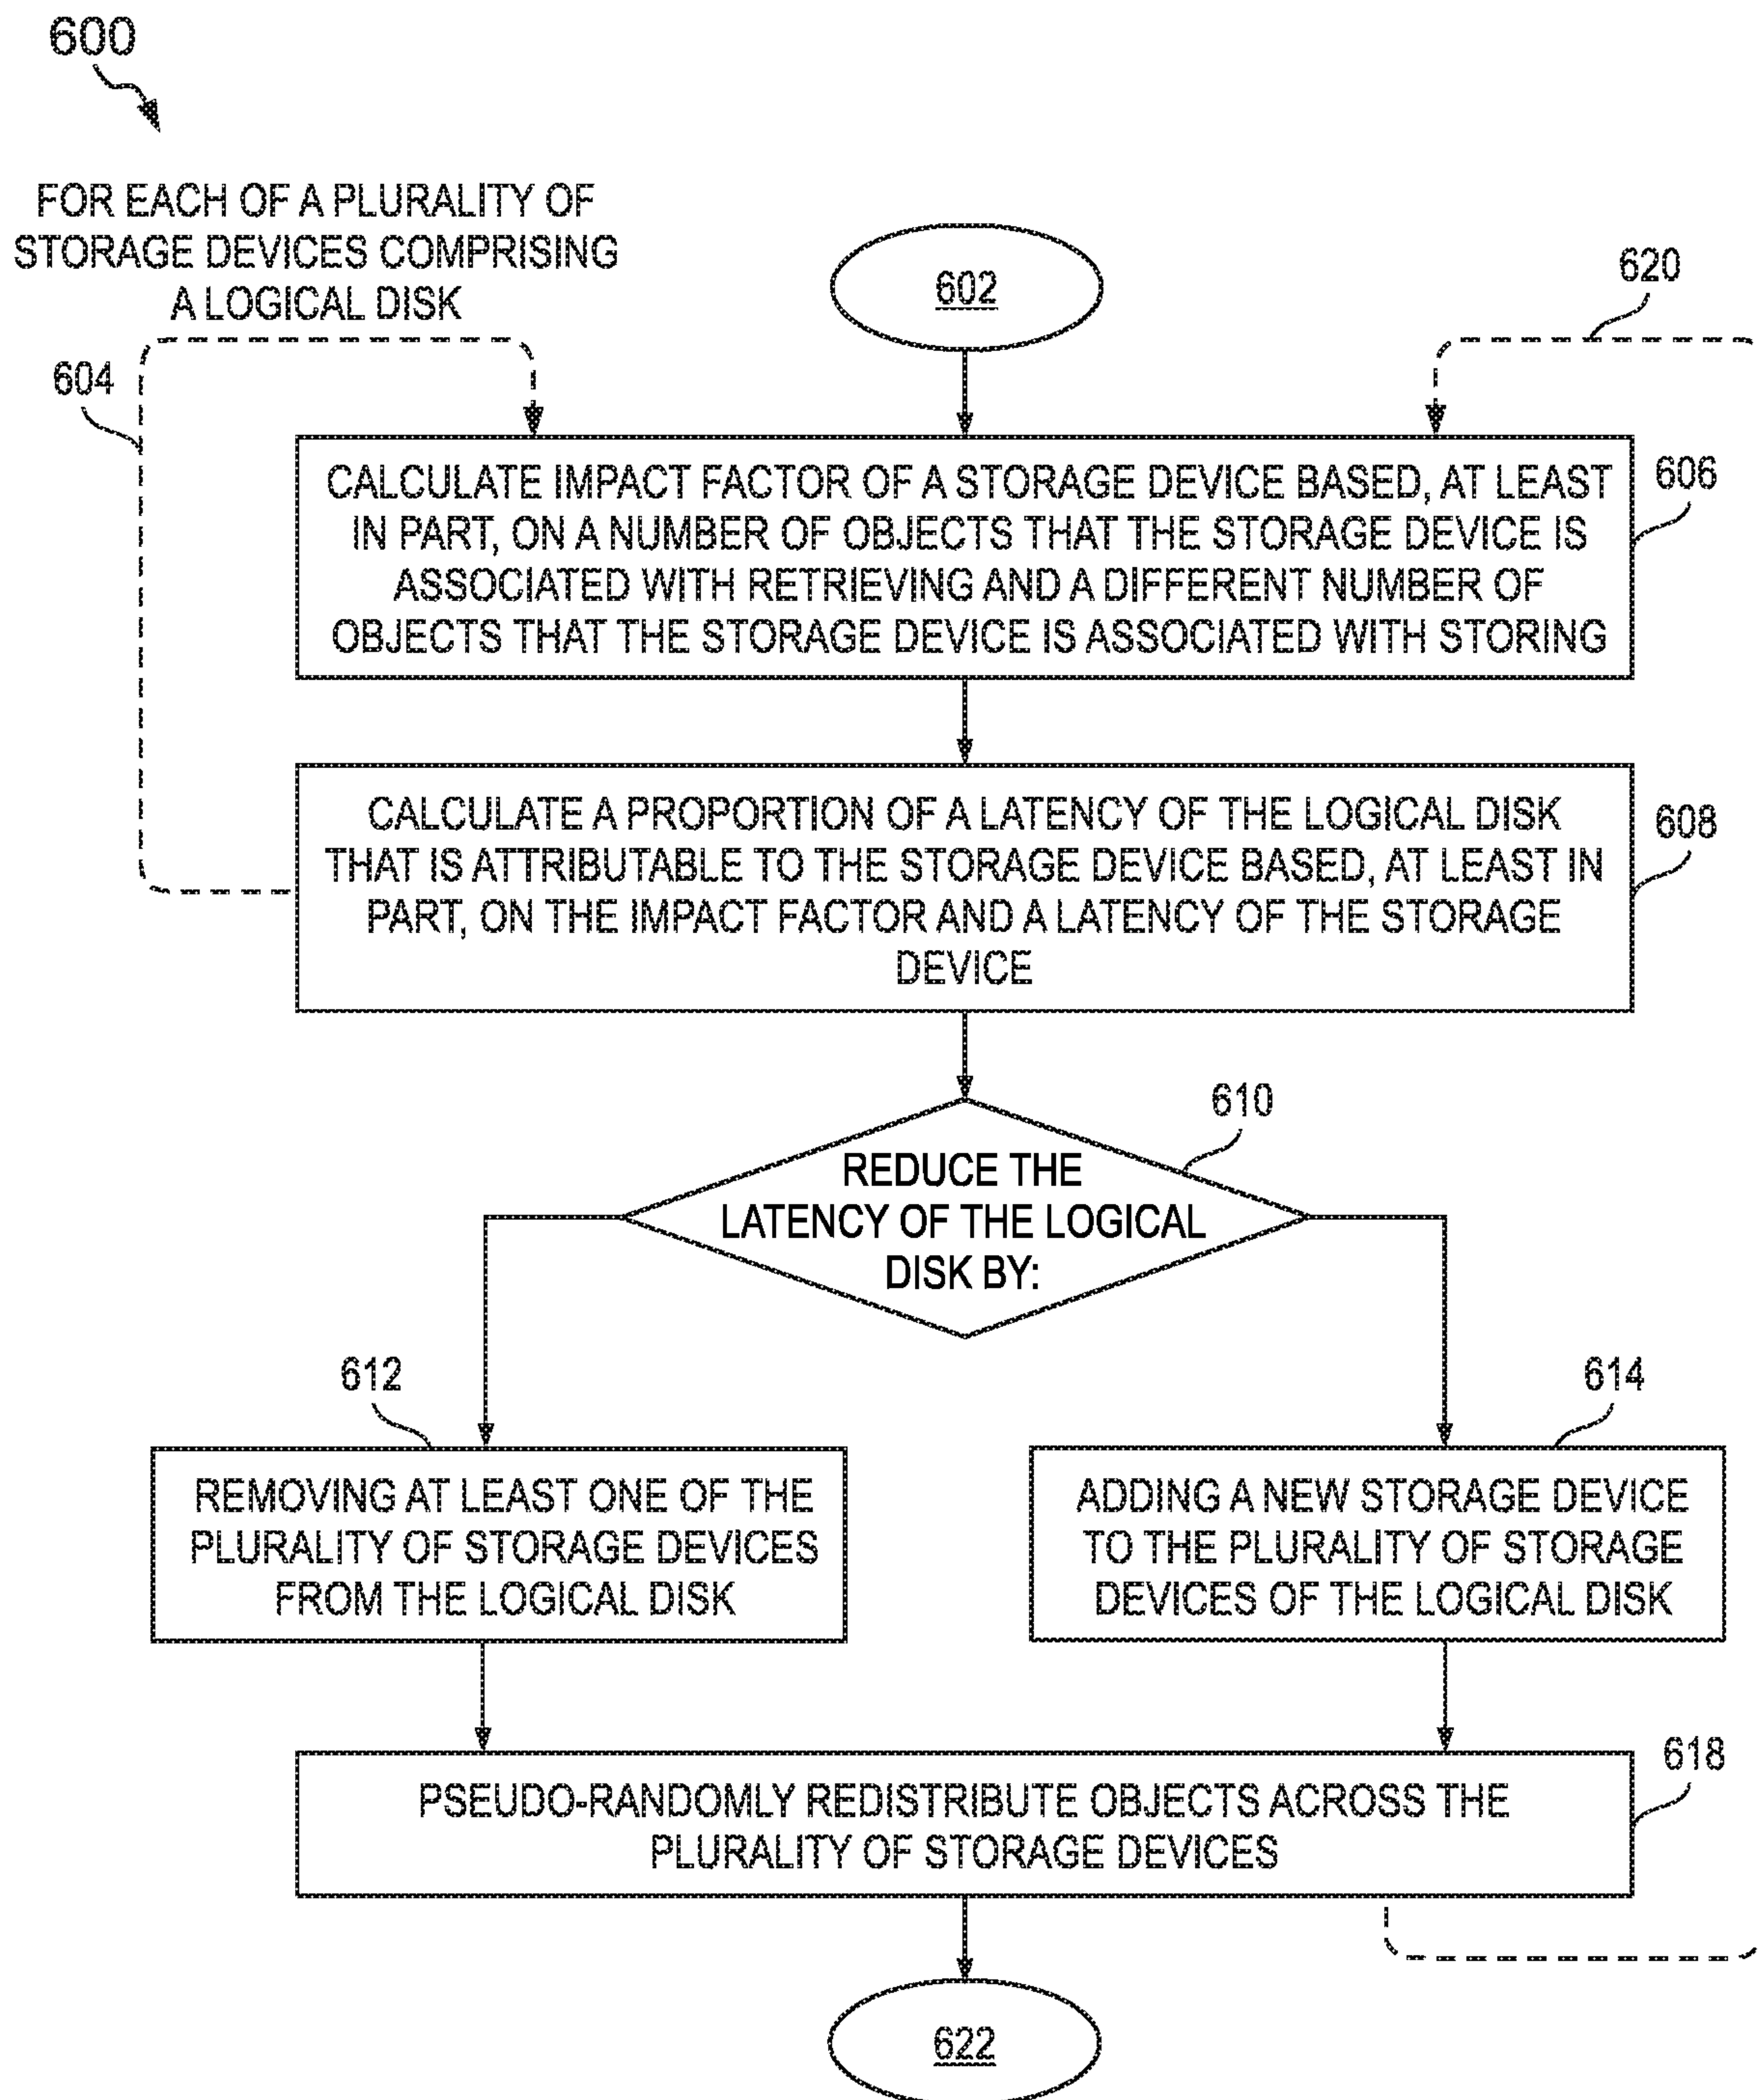 600
FOR EACH OF A PLURALITY OF
STORAGE DEVICES COMPRISING
A LOGICAL DISK
602
620
604
CALCULATE IMPACT FACTOR OF A STORAGE DEVICE BASED, AT LEAST
IN PART, ON A NUMBER OF OBJECTS THAT THE STORAGE DEVICE IS
ASSOCIATED WITH RETRIEVING AND A DIFFERENT NUMBER OF
OBJECTS THAT THE STORAGE DEVICE IS ASSOCIATED WITH STORING
606
CALCULATE A PROPORTION OF A LATENCY OF THE LOGICAL DISK
THAT IS ATTRIBUTABLE TO THE STORAGE DEVICE BASED, AT LEAST IN
PART, ON THE IMPACT FACTOR AND A LATENCY OF THE STORAGE
DEVICE
608
610
REDUCE THE
LATENCY OF THE LOGICAL
DISK BY:
612
614
REMOVING AT LEAST ONE OF THE
PLURALITY OF STORAGE DEVICES
FROM THE LOGICAL DISK
ADDING A NEW STORAGE DEVICE
TO THE PLURALITY OF STORAGE
DEVICES OF THE LOGICAL DISK
618
PSEUDO-RANDOMLY REDISTRIBUTE OBJECTS ACROSS THE
PLURALITY OF STORAGE DEVICES
622